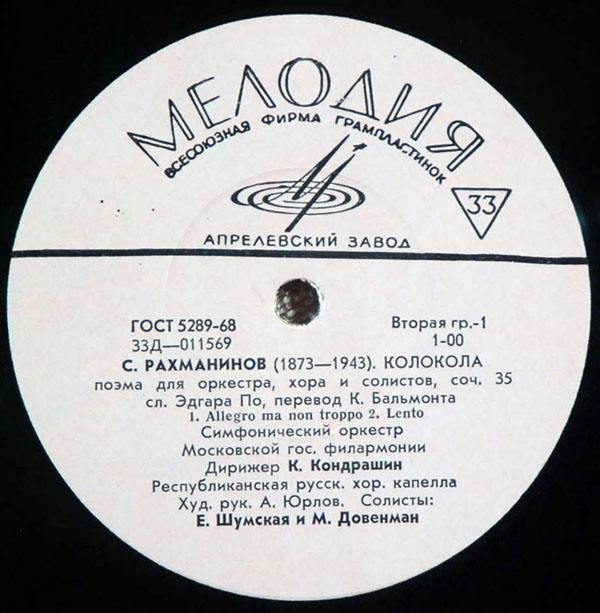 МЕЛОДИЯ
ВСЕСОЮЗНАЯ ФИРМА ГРАМПЛАСТИНОК
33
АПРЕЛЕВСКИЙ ЗАВОД
ГОСТ 5289-68 Вторая гр.-1
33Д—011569 1-00
С. РАХМАНИНОВ (1873—1943). КОЛОКОЛА
поэма для оркестра, хора и солистов, соч. 35
сл. Эдгара По, перевод К. Бальмонта
1. Allegro ma non troppo 2. Lento
Симфонический оркестр
Московской гос. филармонии
Дирижер К. Кондрашин
Республиканская русск. хор. капелла
Худ. рук. А. Юрлов. Солисты:
Е. Шумская и М. Довенман